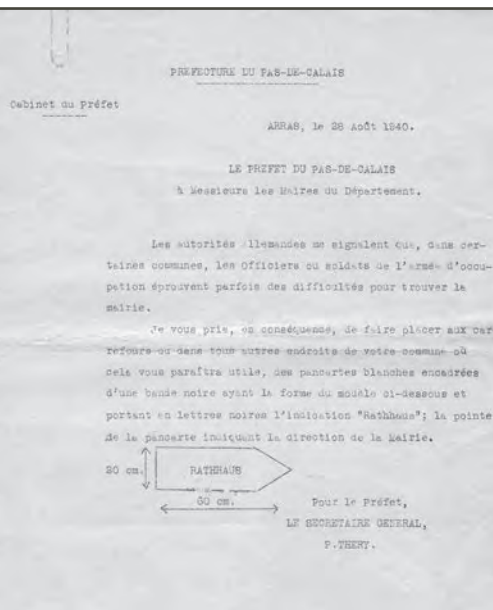 PREFECTURE DU PAS-DE-CALAIS
Cabinet du Préfet
ARRAS, le 28 Août 1940.
LE PREFET DU PAS-DE-CALAIS
à Messieurs les Maires du Département.
Les autorités allemandes me signalent que, dans cer-
taines communes, les Officiers ou soldats de l'armée d'occu-
pation éprouvent parfois des difficultés pour trouver la
mairie.
Je vous prie, en conséquence, de faire placer aux car
refours ou dans tous autres endroits de votre commune où
cela vous paraîtra utile, des pancartes blanches encadrées
d'une bande noire ayant la forme du modèle ci-dessous et
portant en lettres noires l'indication "Rathhaus"; la pointe
de la pancarte indiquant la direction de la Mairie.
20 cm.
RATHHAUS
60 cm.
Pour le Préfet,
LE SECRETAIRE GENERAL,
P.THERY.